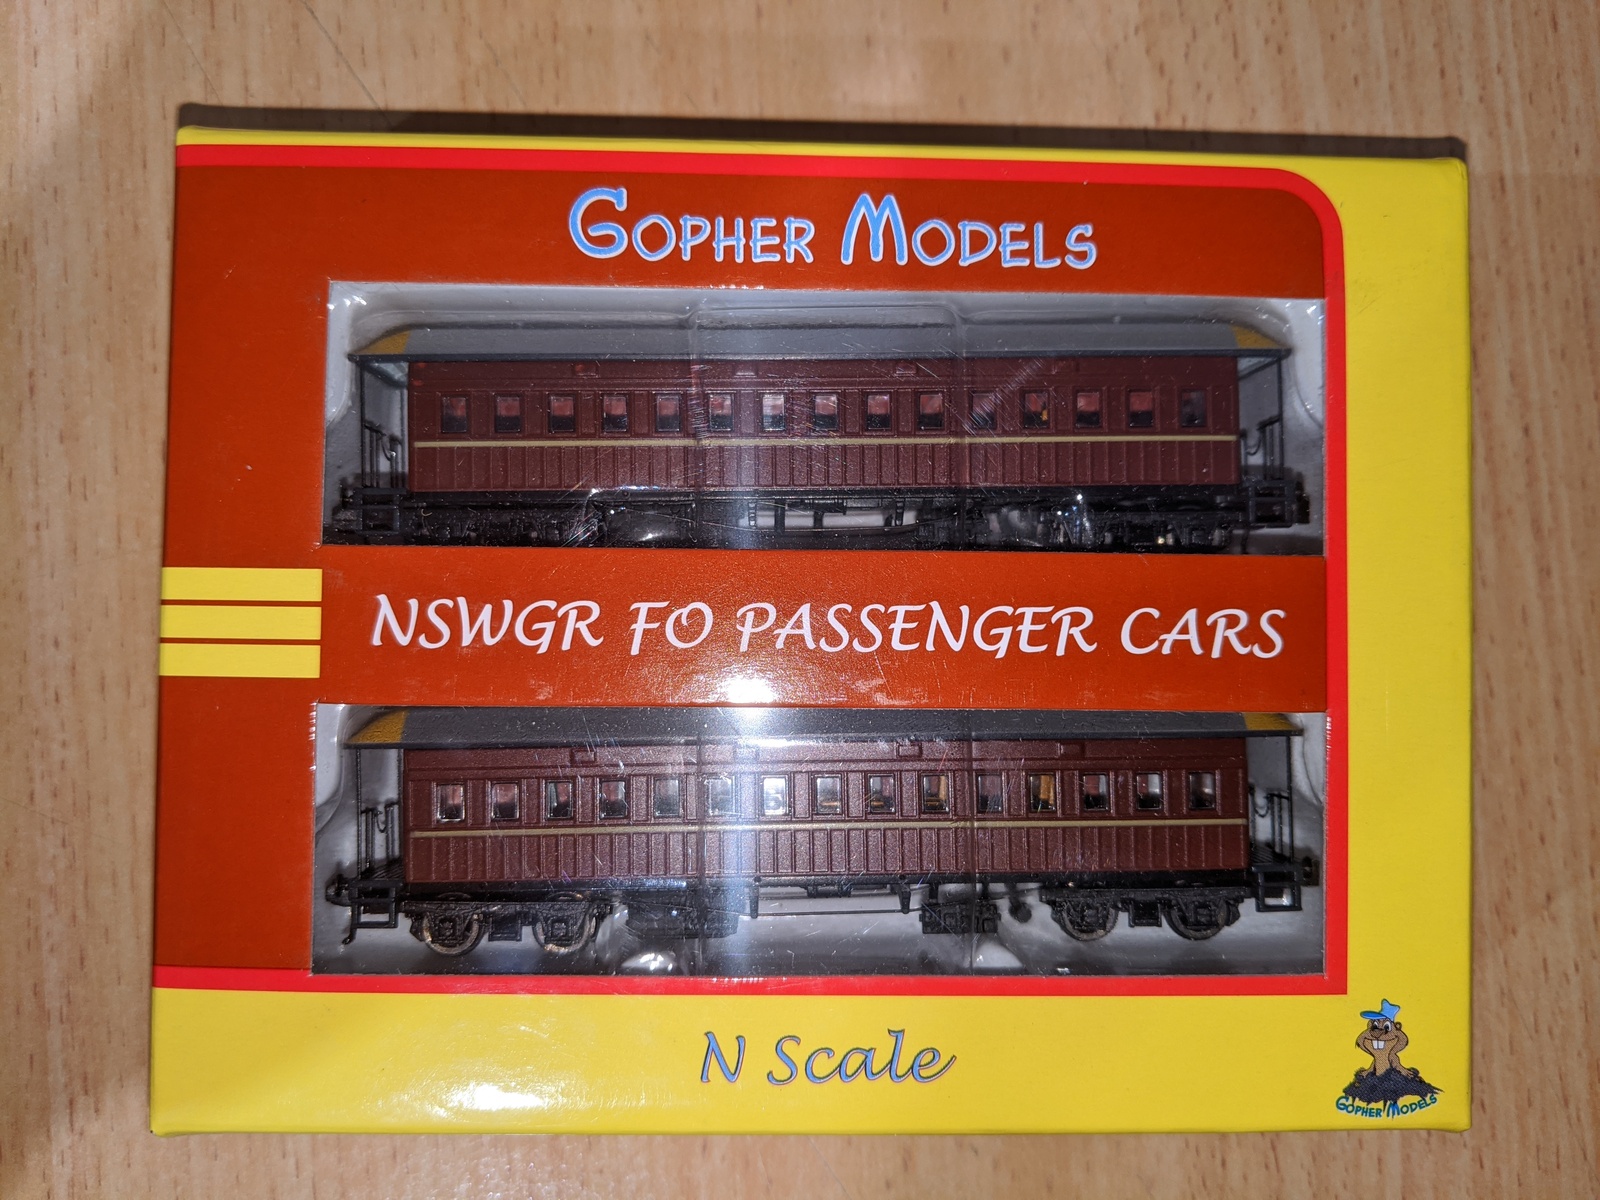 GOPHER MODELS
NSWGR FO PASSENGER CARS
N Scale
GOPHER MODELS